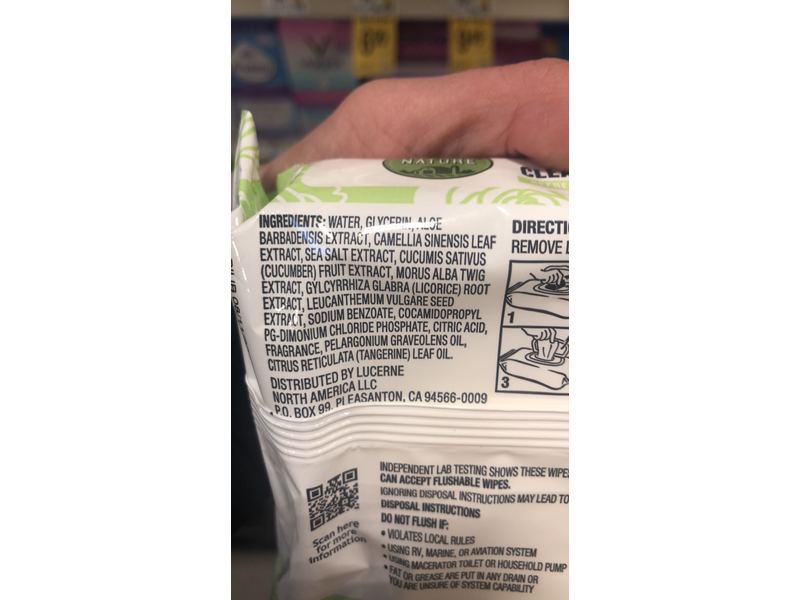 NATURE
INGREDIENTS: WATER, GLYCERIN, ALOE
BARBADENSIS EXTRACT, CAMELLIA SINENSIS LEAF
EXTRACT, SEA SALT EXTRACT, CUCUMIS SATIVUS
(CUCUMBER) FRUIT EXTRACT, MORUS ALBA TWIG
EXTRACT, GYLCYRRHIZA GLABRA (LICORICE) ROOT
EXTRACT, LEUCANTHEMUM VULGARE SEED
EXTRACT, SODIUM BENZOATE, COCAMIDOPROPYL
PG-DIMONIUM CHLORIDE PHOSPHATE, CITRIC ACID,
FRAGRANCE, PELARGONIUM GRAVEOLENS OIL,
CITRUS RETICULATA (TANGERINE) LEAF OIL.
DISTRIBUTED BY LUCERNE
NORTH AMERICA LLC
P.O. BOX 99, PLEASANTON, CA 94566-0009
DIRECTI
REMOVE
1
3
INDEPENDENT LAB TESTING SHOWS THESE WIPES
CAN ACCEPT FLUSHABLE WIPES.
IGNORING DISPOSAL INSTRUCTIONS MAY LEAD TO
DISPOSAL INSTRUCTIONS
DO NOT FLUSH IF:
• VIOLATES LOCAL RULES
• USING RV, MARINE, OR AVIATION SYSTEM
• USING MACERATOR TOILET OR HOUSEHOLD PUMP
• FAT OR GREASE ARE PUT IN ANY DRAIN OR
YOU ARE UNSURE OF SYSTEM CAPABILITY
Scan here
for more
information